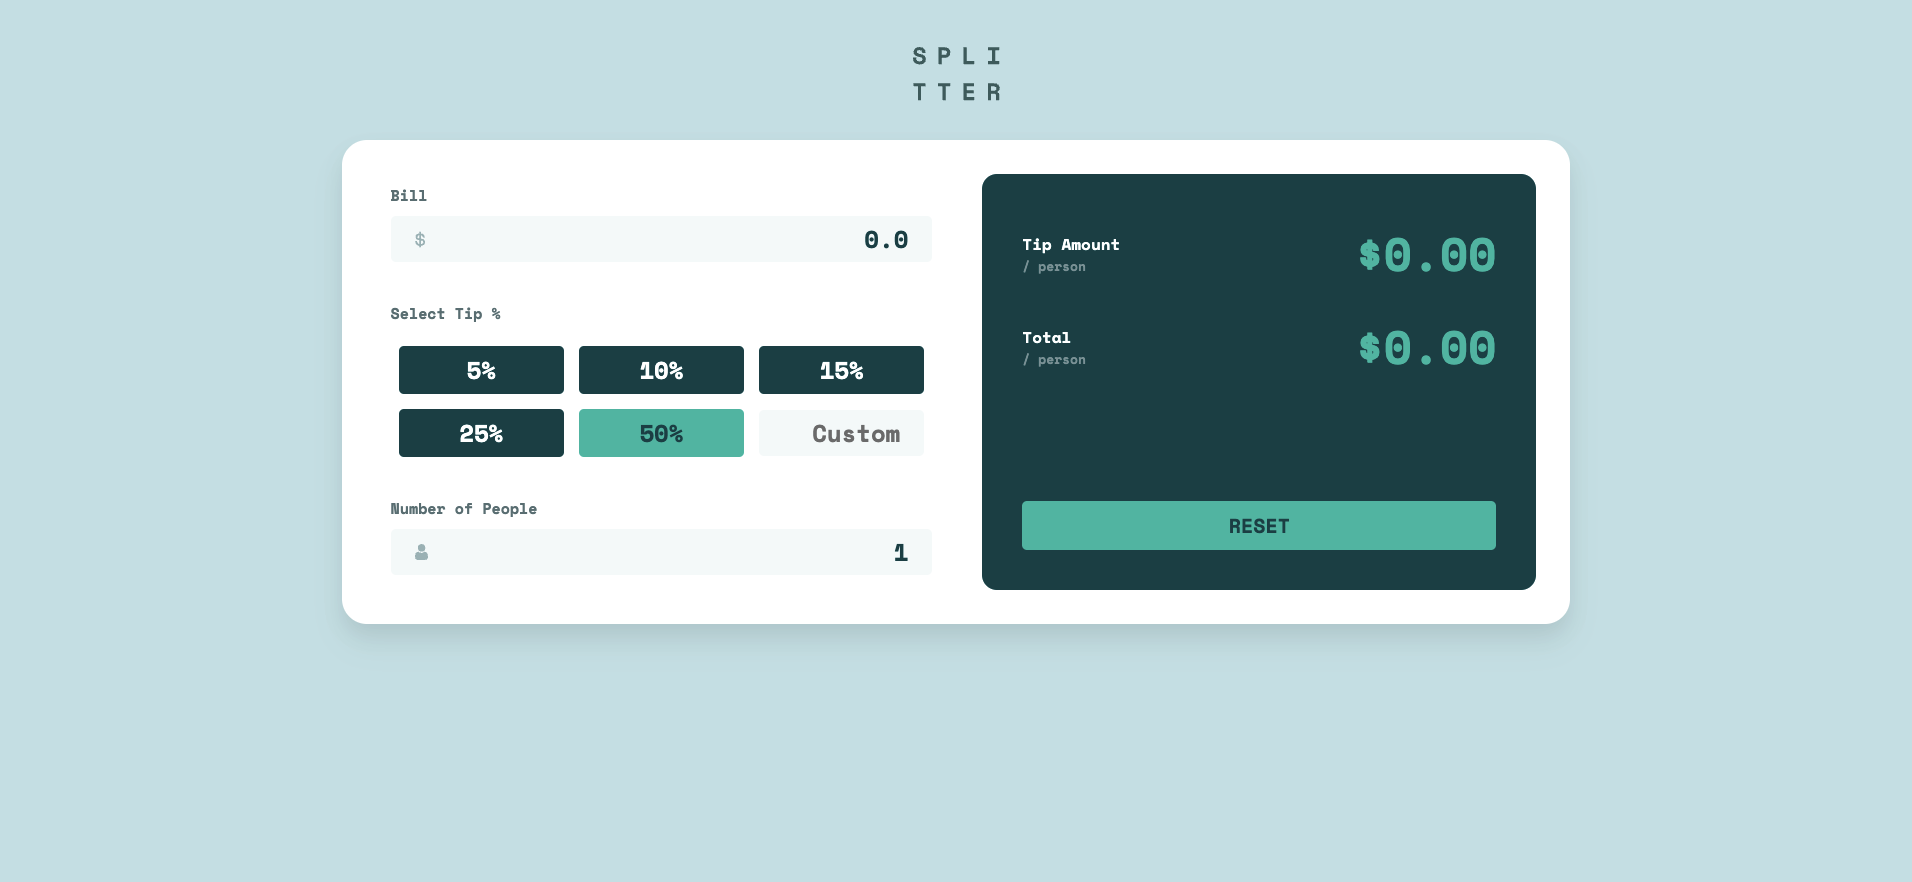 SPLI
TTER
Bill
$ 0.0
Select Tip %
5% 10% 15%
25% 50% Custom
Number of People
1
Tip Amount
/ person
$0.00
Total
/ person
$0.00
RESET